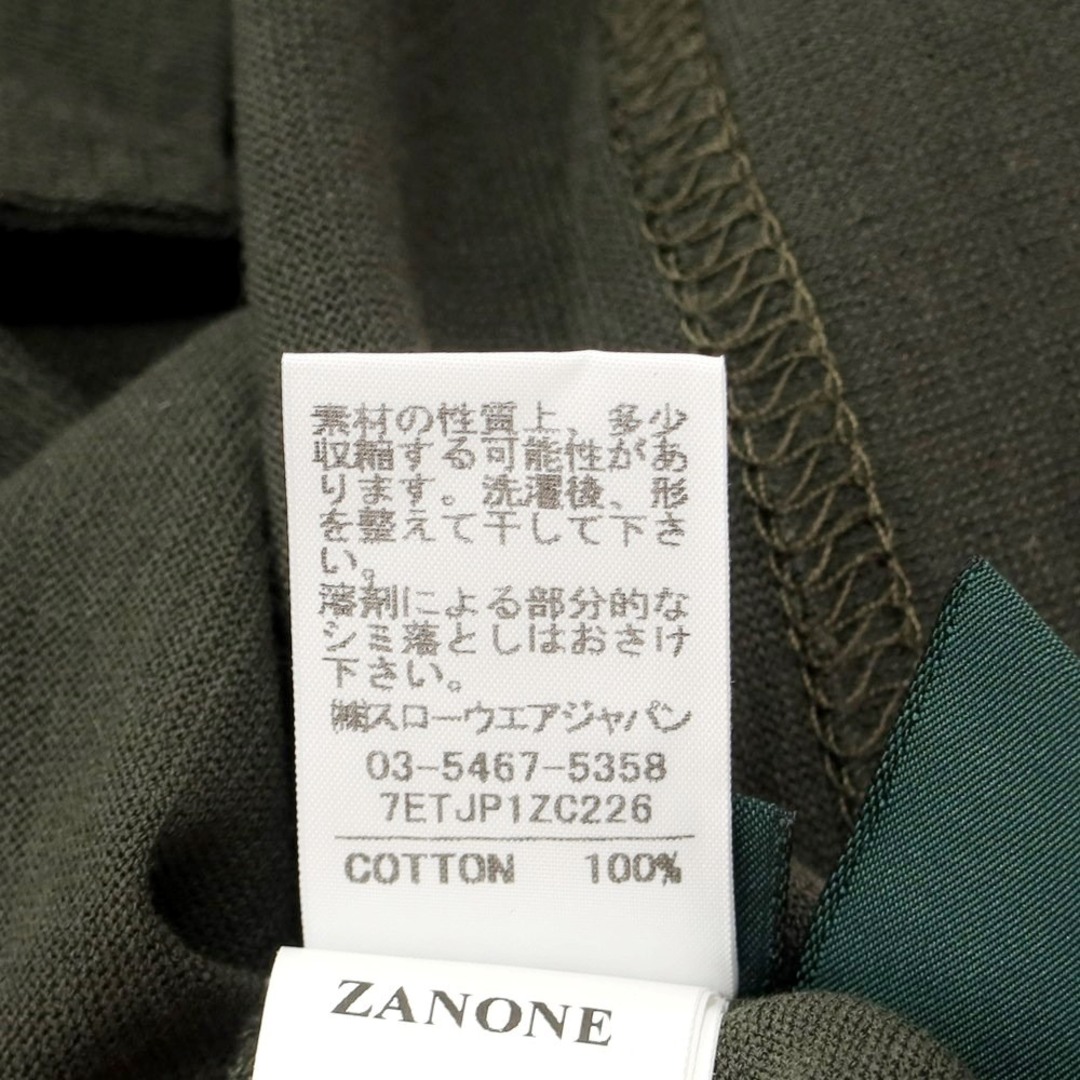 素材の性質上、多少
収縮する可能性があ
ります。洗濯後、形
を整えて干して下さ
い。
溶剤による部分的な
シミ落としはおさけ
下さい。
㈱スローウエアジャパン
03-5467-5358
7ETJP1ZC226
COTTON 100%
ZANONE